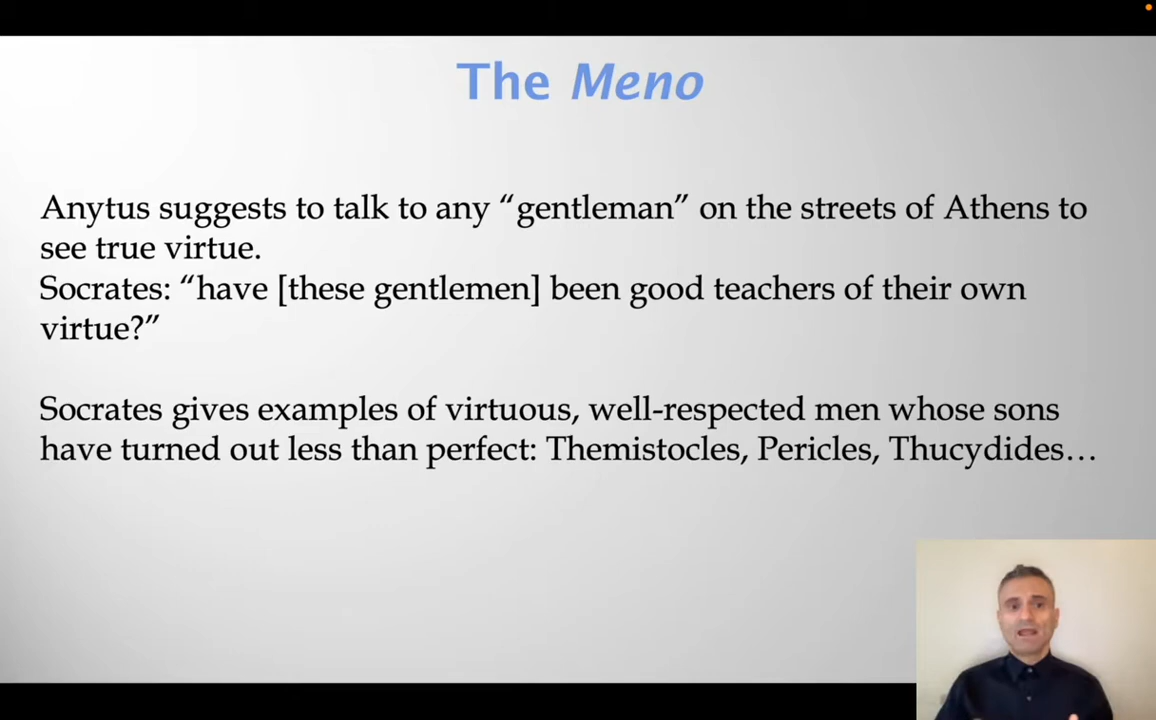 The Meno
Anytus suggests to talk to any “gentleman” on the streets of Athens to
see true virtue.
Socrates: “have [these gentlemen] been good teachers of their own
virtue?”
Socrates gives examples of virtuous, well-respected men whose sons
have turned out less than perfect: Themistocles, Pericles, Thucydides…